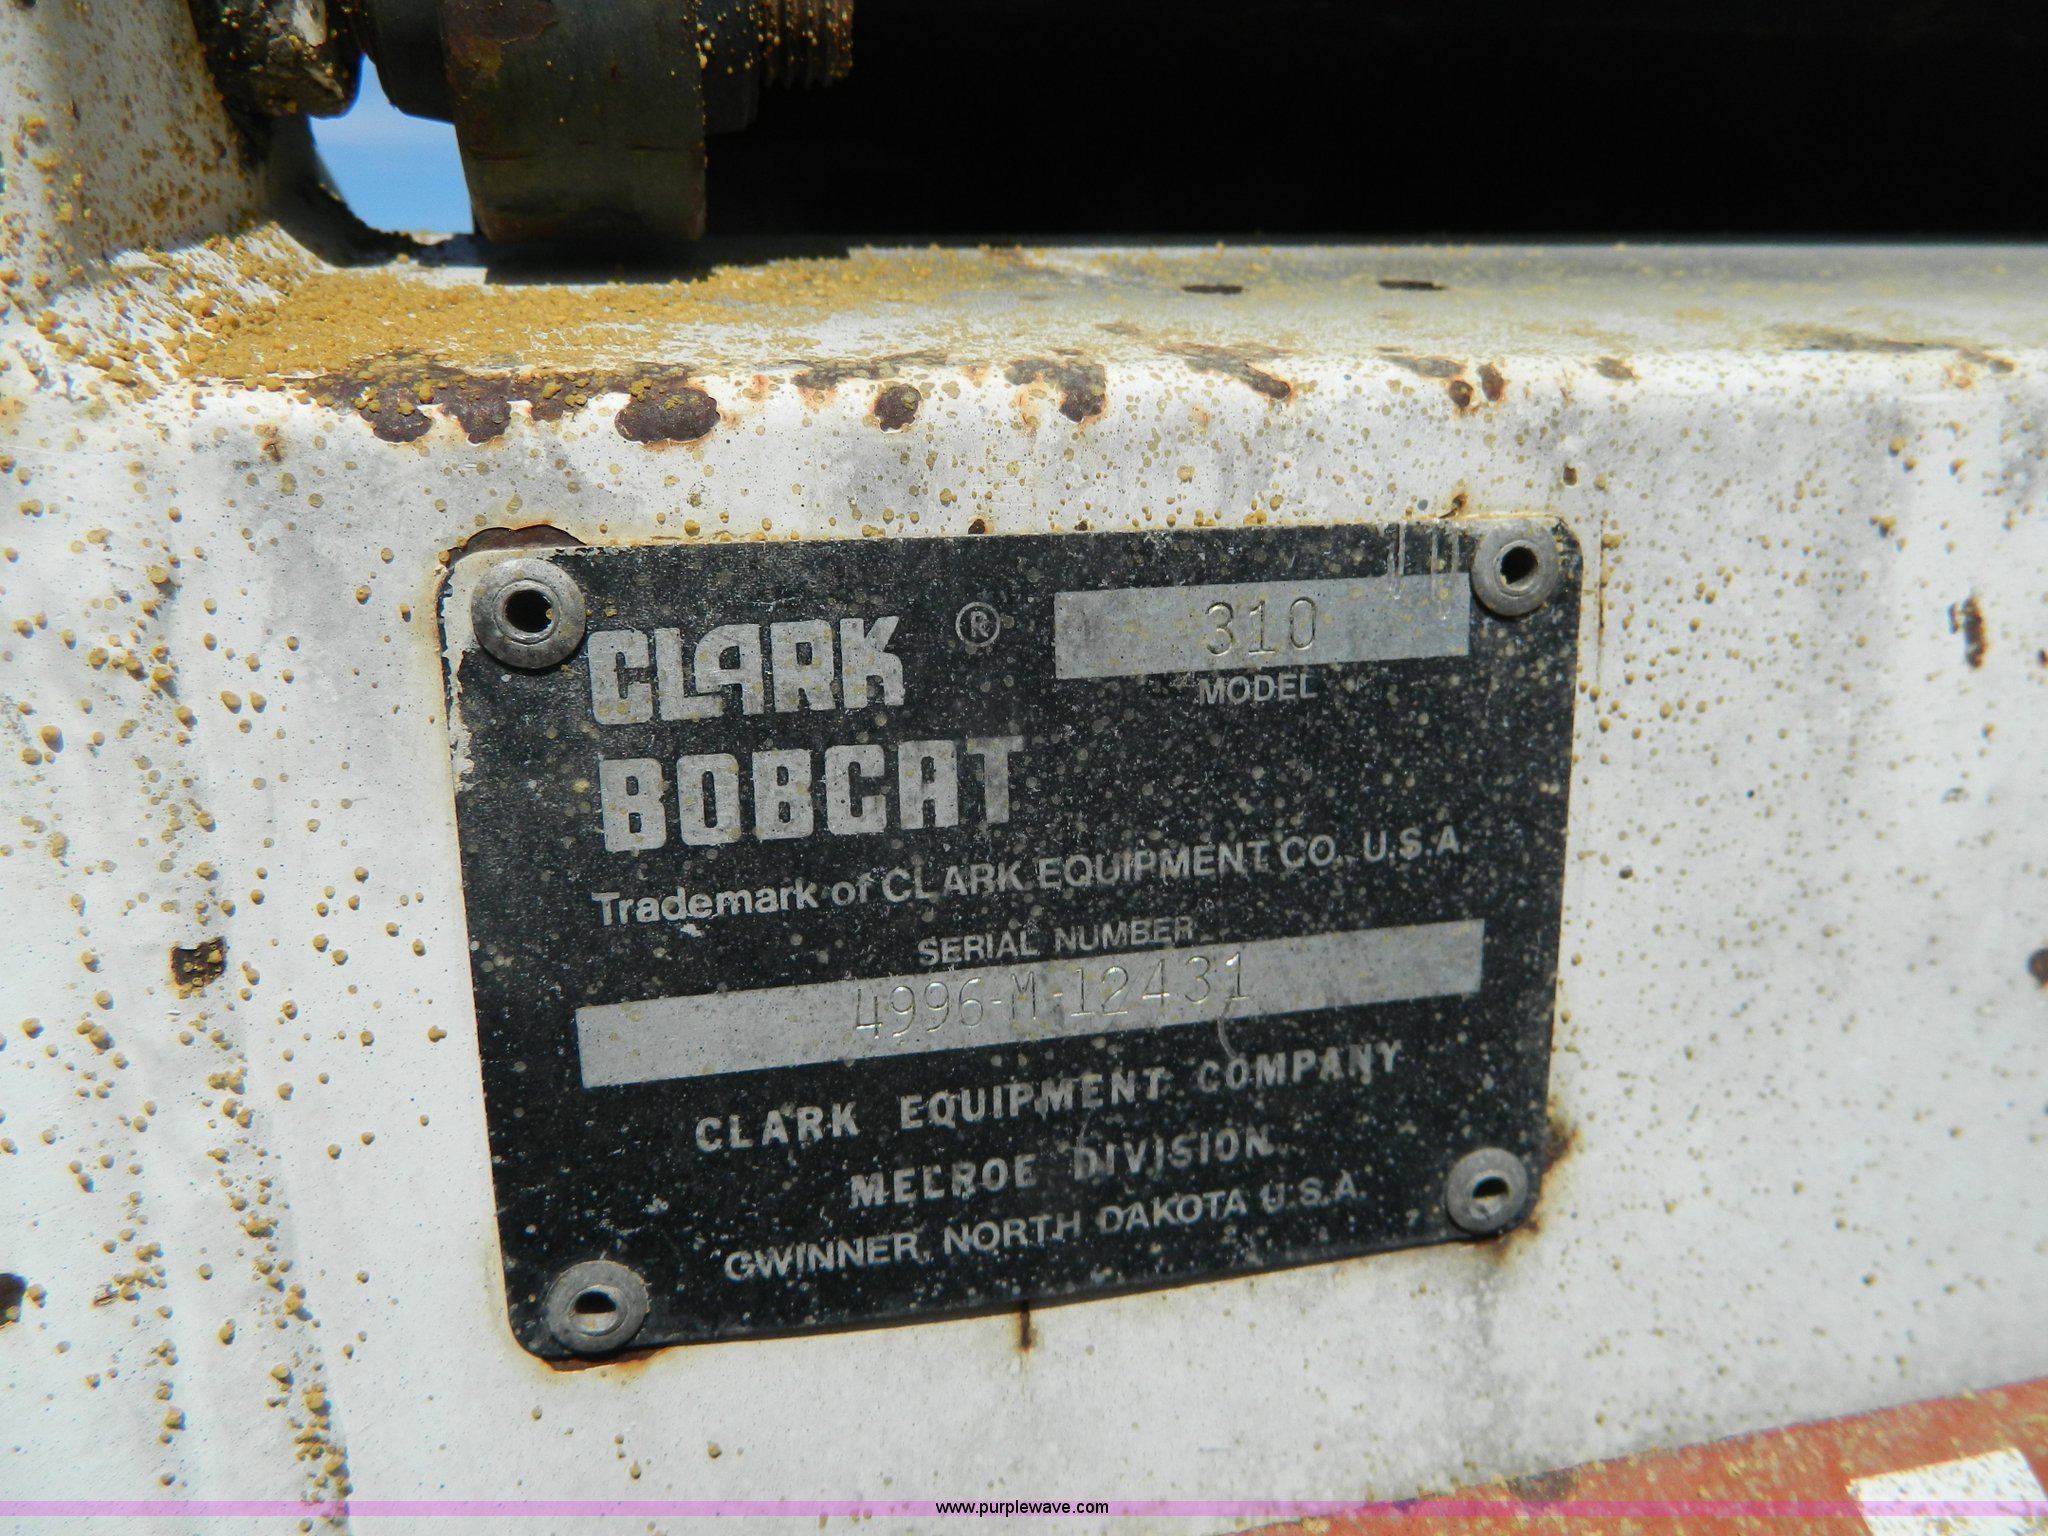 CLARK ®
BOBCAT
310
MODEL
Trademark of CLARK EQUIPMENT CO. U.S.A.
SERIAL NUMBER
4996-M-12431
CLARK EQUIPMENT COMPANY
MELROE DIVISION
GWINNER, NORTH DAKOTA U.S.A.
www.purplewave.com